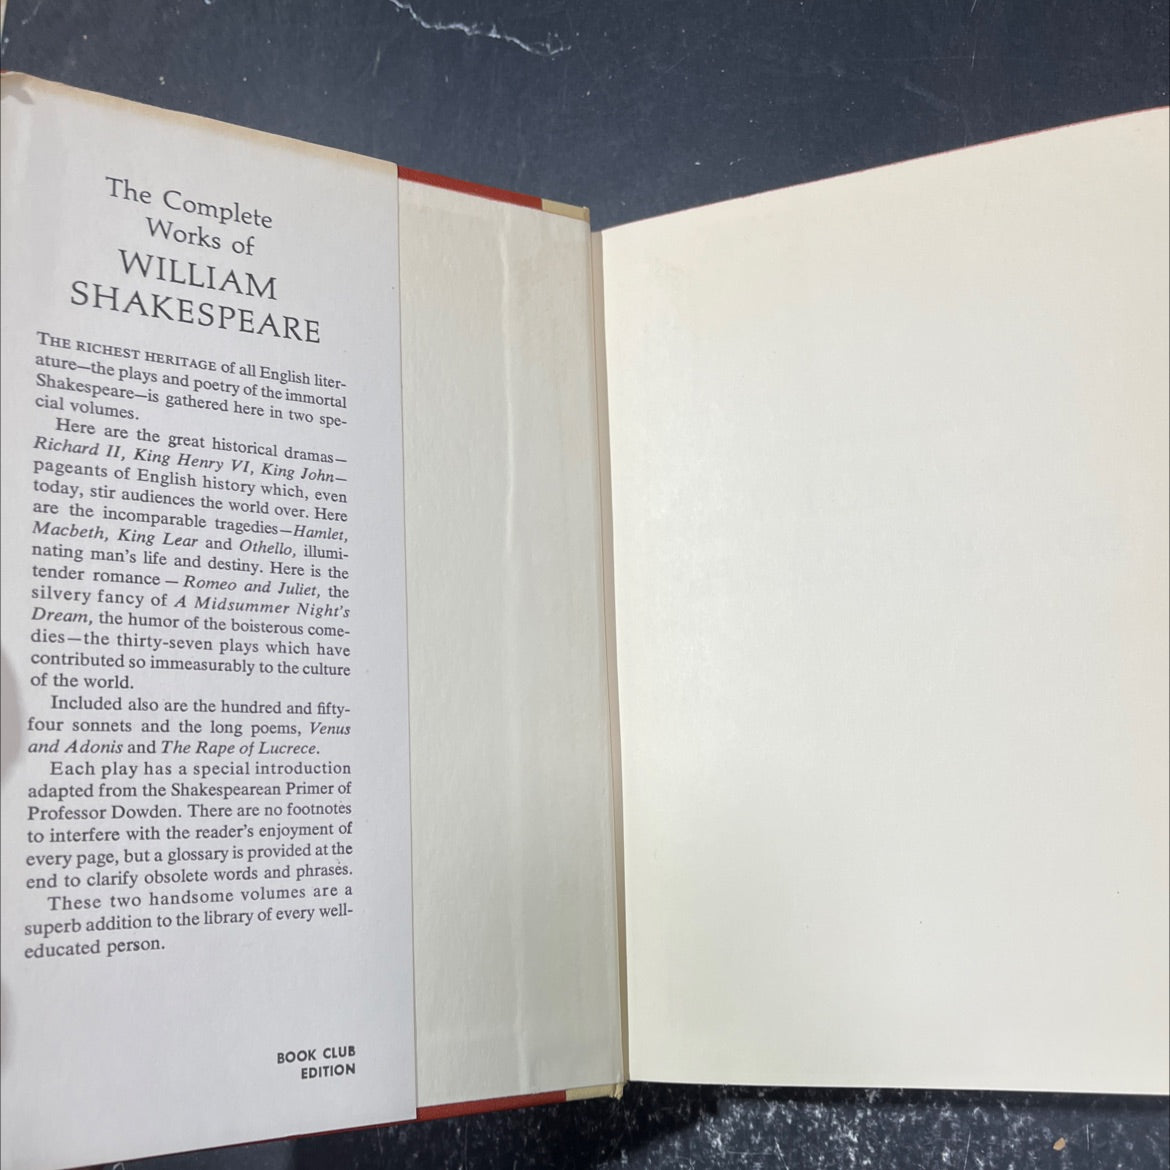 The Complete
Works of
WILLIAM
SHAKESPEARE
THE RICHEST HERITAGE of all English liter-
ature—the plays and poetry of the immortal
Shakespeare—is gathered here in two spe-
cial volumes.
Here are the great historical dramas—
Richard II, King Henry VI, King John—
pageants of English history which, even
today, stir audiences the world over. Here
are the incomparable tragedies—Hamlet,
Macbeth, King Lear and Othello, illumi-
nating man's life and destiny. Here is the
tender romance — Romeo and Juliet, the
silvery fancy of A Midsummer Night's
Dream, the humor of the boisterous come-
dies—the thirty-seven plays which have
contributed so immeasurably to the culture
of the world.
Included also are the hundred and fifty-
four sonnets and the long poems, Venus
and Adonis and The Rape of Lucrece.
Each play has a special introduction
adapted from the Shakespearean Primer of
Professor Dowden. There are no footnotes
to interfere with the reader's enjoyment of
every page, but a glossary is provided at the
end to clarify obsolete words and phrases.
These two handsome volumes are a
superb addition to the library of every well-
educated person.
BOOK CLUB
EDITION